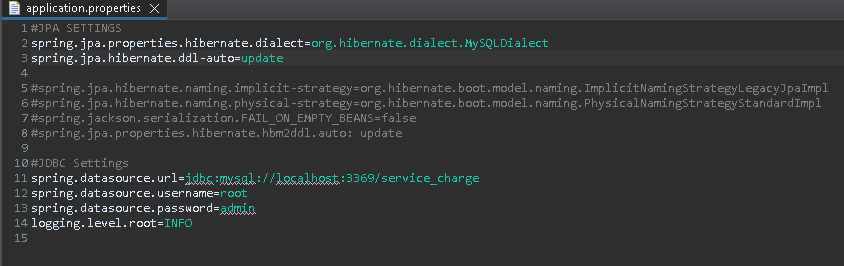 application.properties
1 #JPA SETTINGS
2 spring.jpa.properties.hibernate.dialect=org.hibernate.dialect.MySQLDialect
3 spring.jpa.hibernate.ddl-auto=update
4
5 #spring.jpa.hibernate.naming.implicit-strategy=org.hibernate.boot.model.naming.ImplicitNamingStrategyLegacyJpaImpl
6 #spring.jpa.hibernate.naming.physical-strategy=org.hibernate.boot.model.naming.PhysicalNamingStrategyStandardImpl
7 #spring.jackson.serialization.FAIL_ON_EMPTY_BEANS=false
8 #spring.jpa.properties.hibernate.hbm2ddl.auto: update
9
10 #JDBC Settings
11 spring.datasource.url=jdbc:mysql://localhost:3369/service_charge
12 spring.datasource.username=root
13 spring.datasource.password=admin
14 logging.level.root=INFO
15